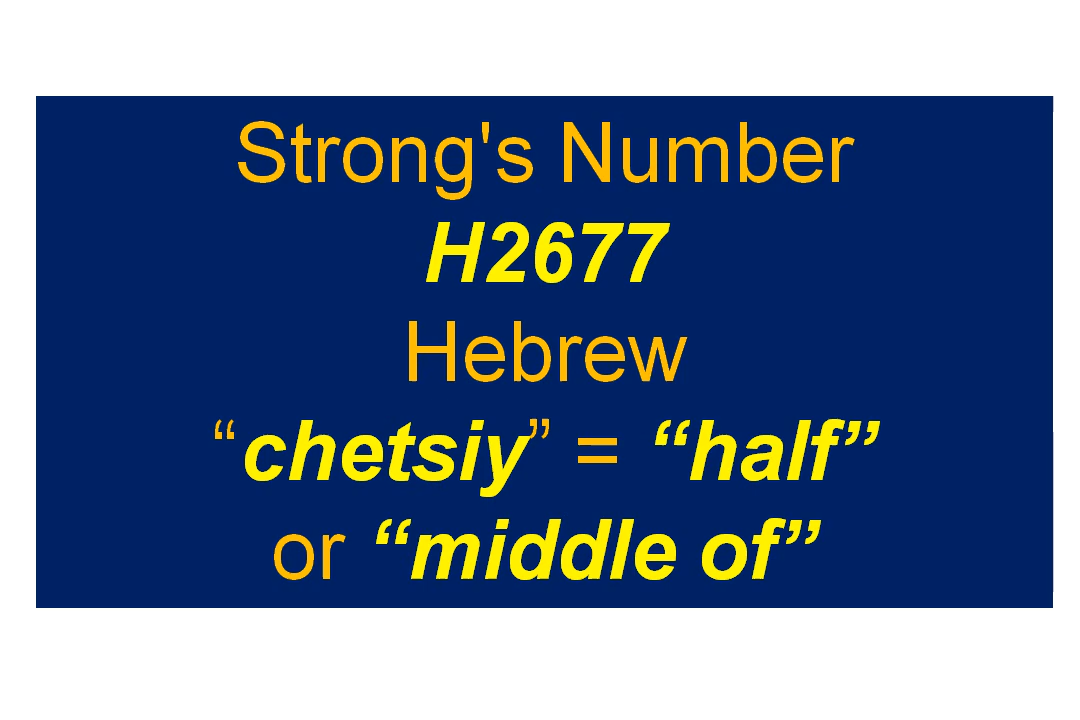 Strong's Number
H2677
Hebrew
“chetsiy” = “half”
or “middle of”